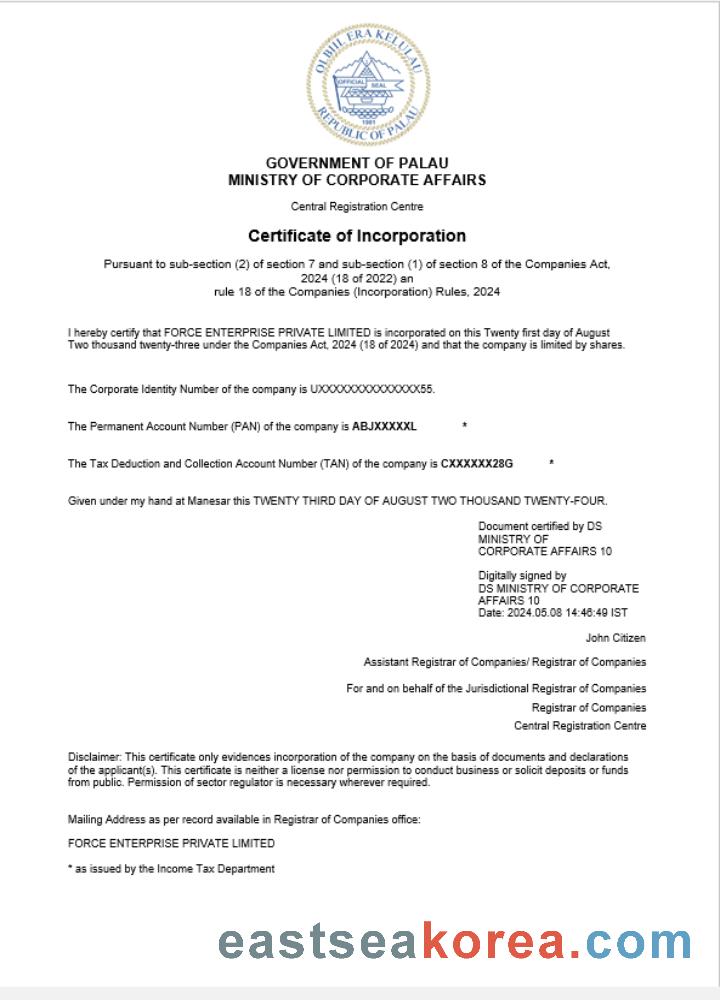 OLBIIL ERA KELULAU
OFFICIAL SEAL
1981
REPUBLIC OF PALAU
GOVERNMENT OF PALAU
MINISTRY OF CORPORATE AFFAIRS
Central Registration Centre
Certificate of Incorporation
Pursuant to sub-section (2) of section 7 and sub-section (1) of section 8 of the Companies Act,
2024 (18 of 2022) an
rule 18 of the Companies (Incorporation) Rules, 2024
I hereby certify that FORCE ENTERPRISE PRIVATE LIMITED is incorporated on this Twenty first day of August
Two thousand twenty-three under the Companies Act, 2024 (18 of 2024) and that the company is limited by shares.
The Corporate Identity Number of the company is UXXXXXXXXXXXXXX55.
The Permanent Account Number (PAN) of the company is ABJXXXXXL *
The Tax Deduction and Collection Account Number (TAN) of the company is CXXXXXX28G *
Given under my hand at Manesar this TWENTY THIRD DAY OF AUGUST TWO THOUSAND TWENTY-FOUR.
Document certified by DS
MINISTRY OF
CORPORATE AFFAIRS 10
Digitally signed by
DS MINISTRY OF CORPORATE
AFFAIRS 10
Date: 2024.05.08 14:46:49 IST
John Citizen
Assistant Registrar of Companies/ Registrar of Companies
For and on behalf of the Jurisdictional Registrar of Companies
Registrar of Companies
Central Registration Centre
Disclaimer: This certificate only evidences incorporation of the company on the basis of documents and declarations
of the applicant(s). This certificate is neither a license nor permission to conduct business or solicit deposits or funds
from public. Permission of sector regulator is necessary wherever required.
Mailing Address as per record available in Registrar of Companies office:
FORCE ENTERPRISE PRIVATE LIMITED
* as issued by the Income Tax Department
eastseakorea.com